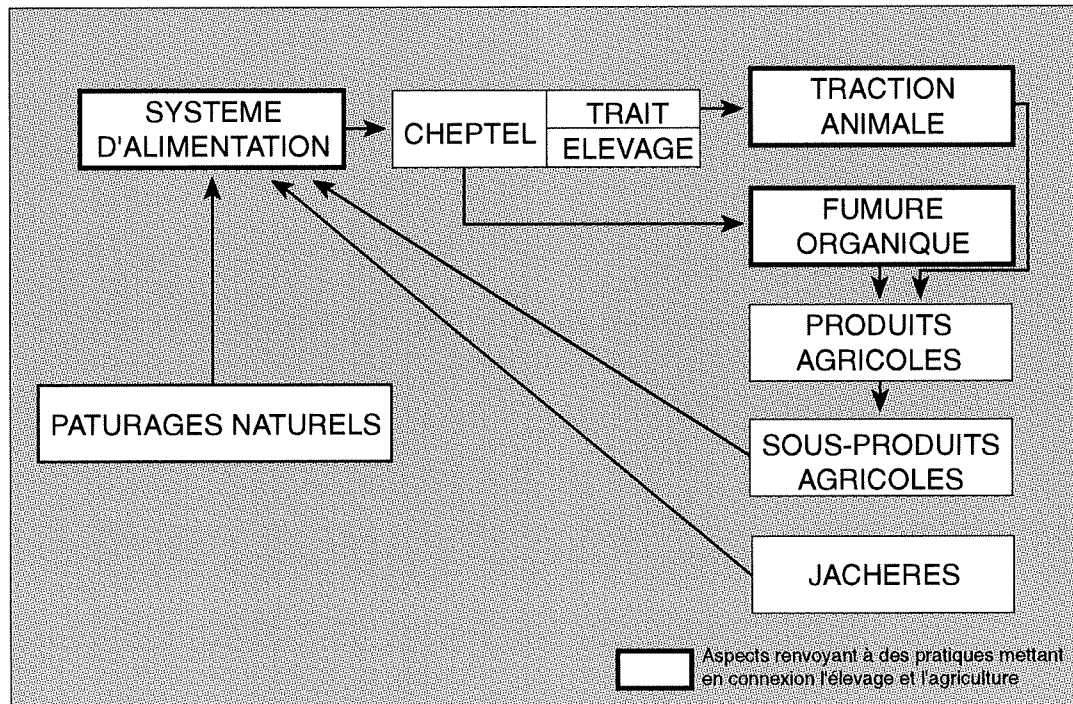 SYSTEME
D'ALIMENTATION
CHEPTEL
TRAIT
ELEVAGE
TRACTION
ANIMALE
FUMURE
ORGANIQUE
PRODUITS
AGRICOLES
PATURAGES NATURELS
SOUS-PRODUITS
AGRICOLES
JACHERES
Aspects renvoyant à des pratiques mettant
en connexion l'élevage et l'agriculture